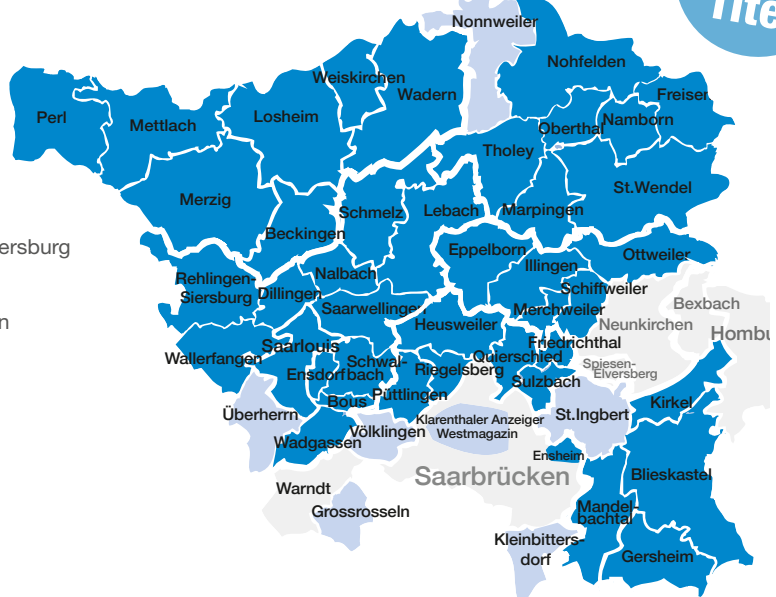 Nonnweiler
Nohfelden
Weiskirchen
Wadern
Freisen
Perl
Mettlach
Losheim
Oberthal
Namborn
Tholey
St.Wendel
Merzig
Schmelz
Lebach
Marpingen
Beckingen
ersburg
Eppelborn
Ottweiler
Illingen
Rehlingen-
Siersburg
Dillingen
Nalbach
Schiffweiler
Saarwellingen
Merchweiler
Bexbach
n
Heusweiler
Neunkirchen
Hombu
Saarlouis
Friedrichthal
Wallerfangen
Quierschied
Schwal-
bach
Ensdorf
Riegelsberg
Spiesen-
Elversberg
Sulzbach
Püttlingen
Bous
Kirkel
Überherrn
Klarenthaler Anzeiger
Westmagazin
St.Ingbert
Völklingen
Wadgassen
Ensheim
Saarbrücken
Blieskastel
Warndt
Grossrosseln
Mandel-
bachtal
Kleinbitters-
dorf
Gersheim